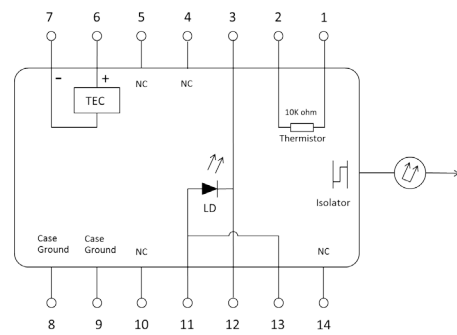 7 6 5 4 3 2 1
- + NC NC
TEC
10K ohm
Thermistor
LD
Isolator
Case
Ground
Case
Ground
NC
NC
8 9 10 11 12 13 14